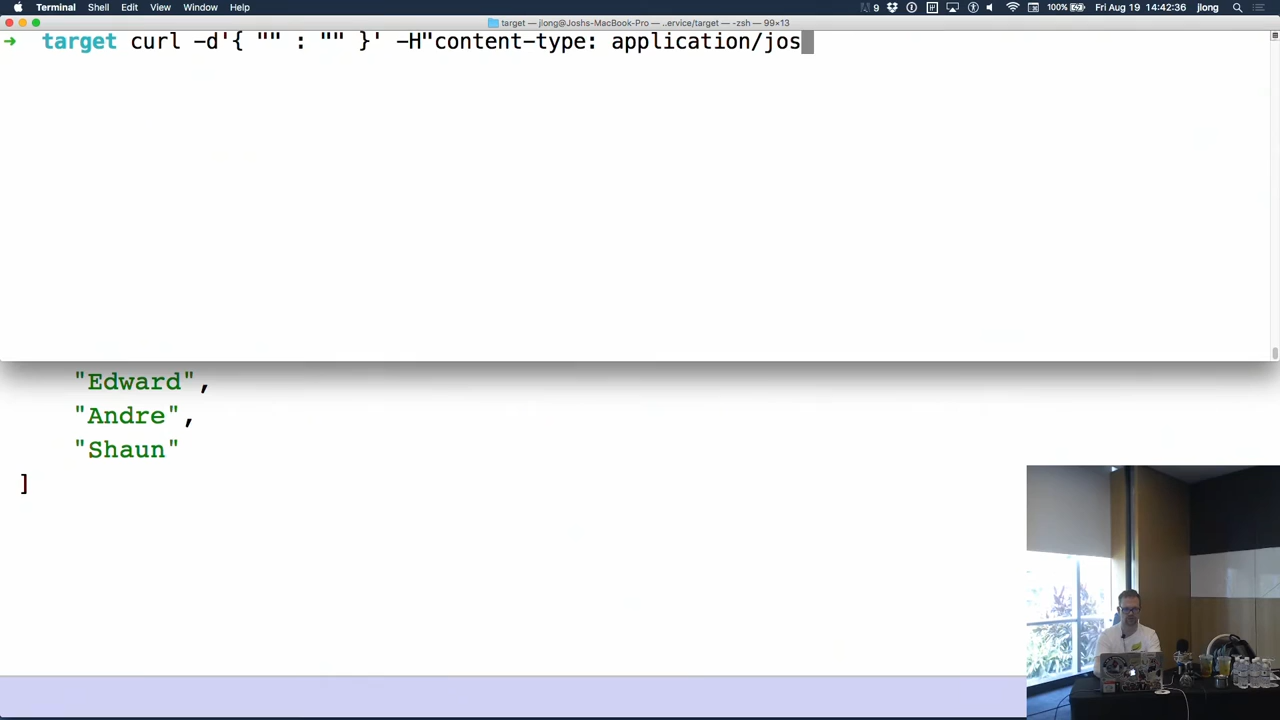 Terminal Shell Edit View Window Help 9 100% Fri Aug 19 14:42:36 jlong
target — jlong@Joshs-MacBook-Pro — ..ervice/target — -zsh — 99×13
➜ target curl -d'{ "" : "" }' -H"content-type: application/jos
"Edward",
"Andre",
"Shaun"
]